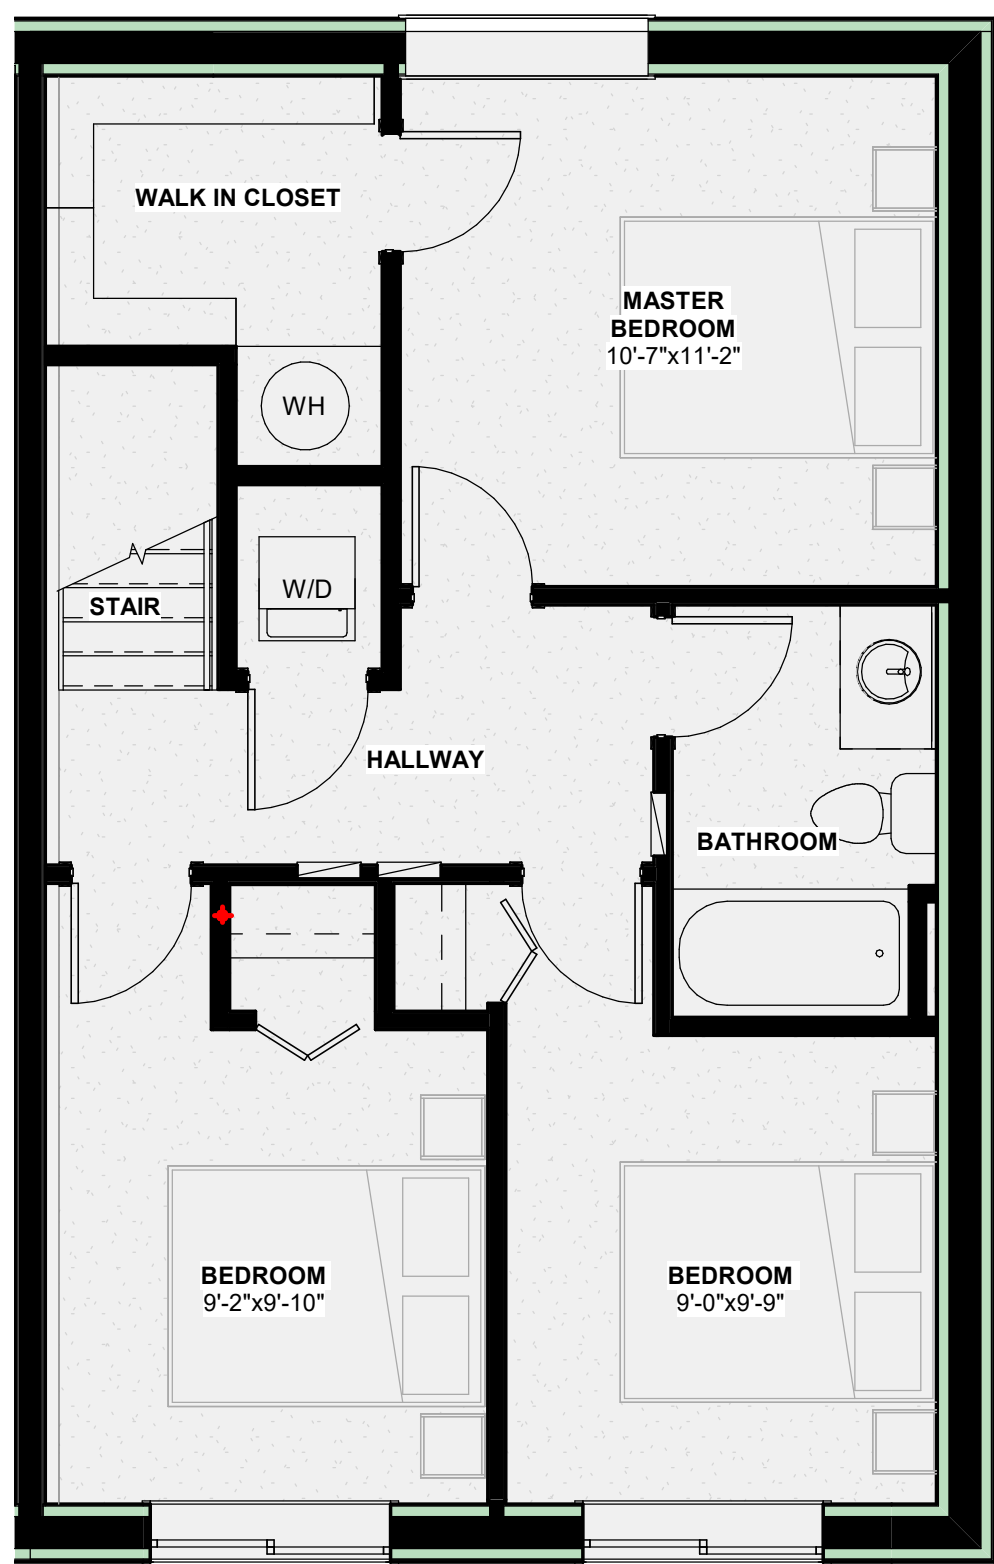 WALK IN CLOSET
MASTER
BEDROOM
10'-7"x11'-2"
WH
W/D
STAIR
HALLWAY
BATHROOM
BEDROOM
9'-2"x9'-10"
BEDROOM
9'-0"x9'-9"